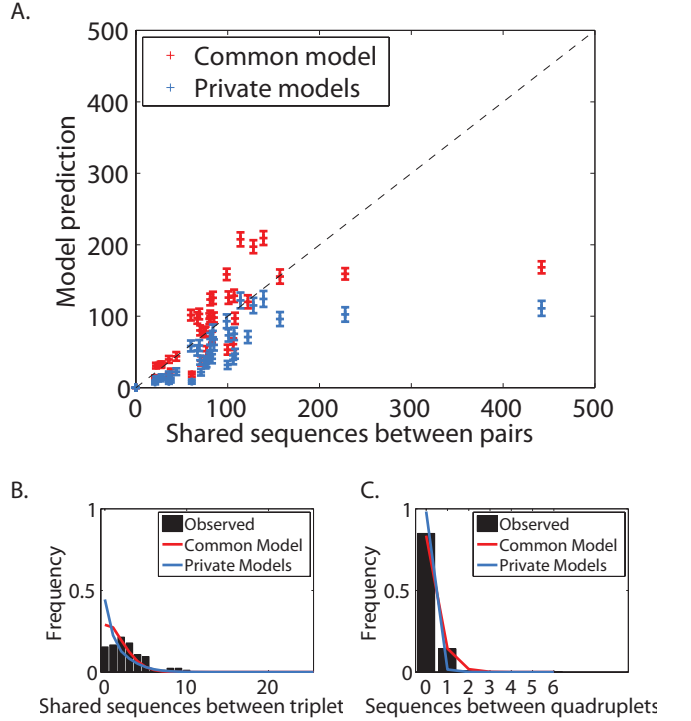 A.
500
400
300
200
100
0
Model prediction
Common model
Private models
0 100 200 300 400 500
Shared sequences between pairs
B.
1
0.5
0
Frequency
Observed
Common Model
Private Models
0 10 20
Shared sequences between triplet
C.
1
0.5
0
Frequency
Observed
Common Model
Private Models
0 1 2 3 4 5 6
Sequences between quadruplets